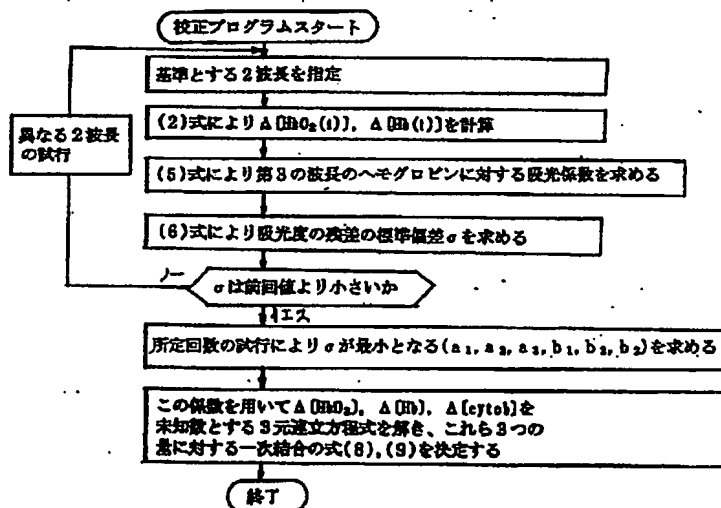 校正プログラムスタート
基準とする2波長を指定
(2)式によりΔ[HbO₂(t)], Δ[Hb(t)]を計算
異なる2波長
の試行
(5)式により第3の波長のヘモグロビンに対する吸光係数を求める
(6)式により吸光度の残差の標準偏差σを求める
ノー
σは前回値より小さいか
イエス
所定回数の試行によりσが最小となる(a₁, a₂, a₃, b₁, b₂, b₂)を求める
この係数を用いてΔ[HbO₂], Δ[Hb], Δ[cytoh]を
未知数とする3元連立方程式を解き、これら3つの
量に対する一次結合の式(8),(9)を決定する
終了